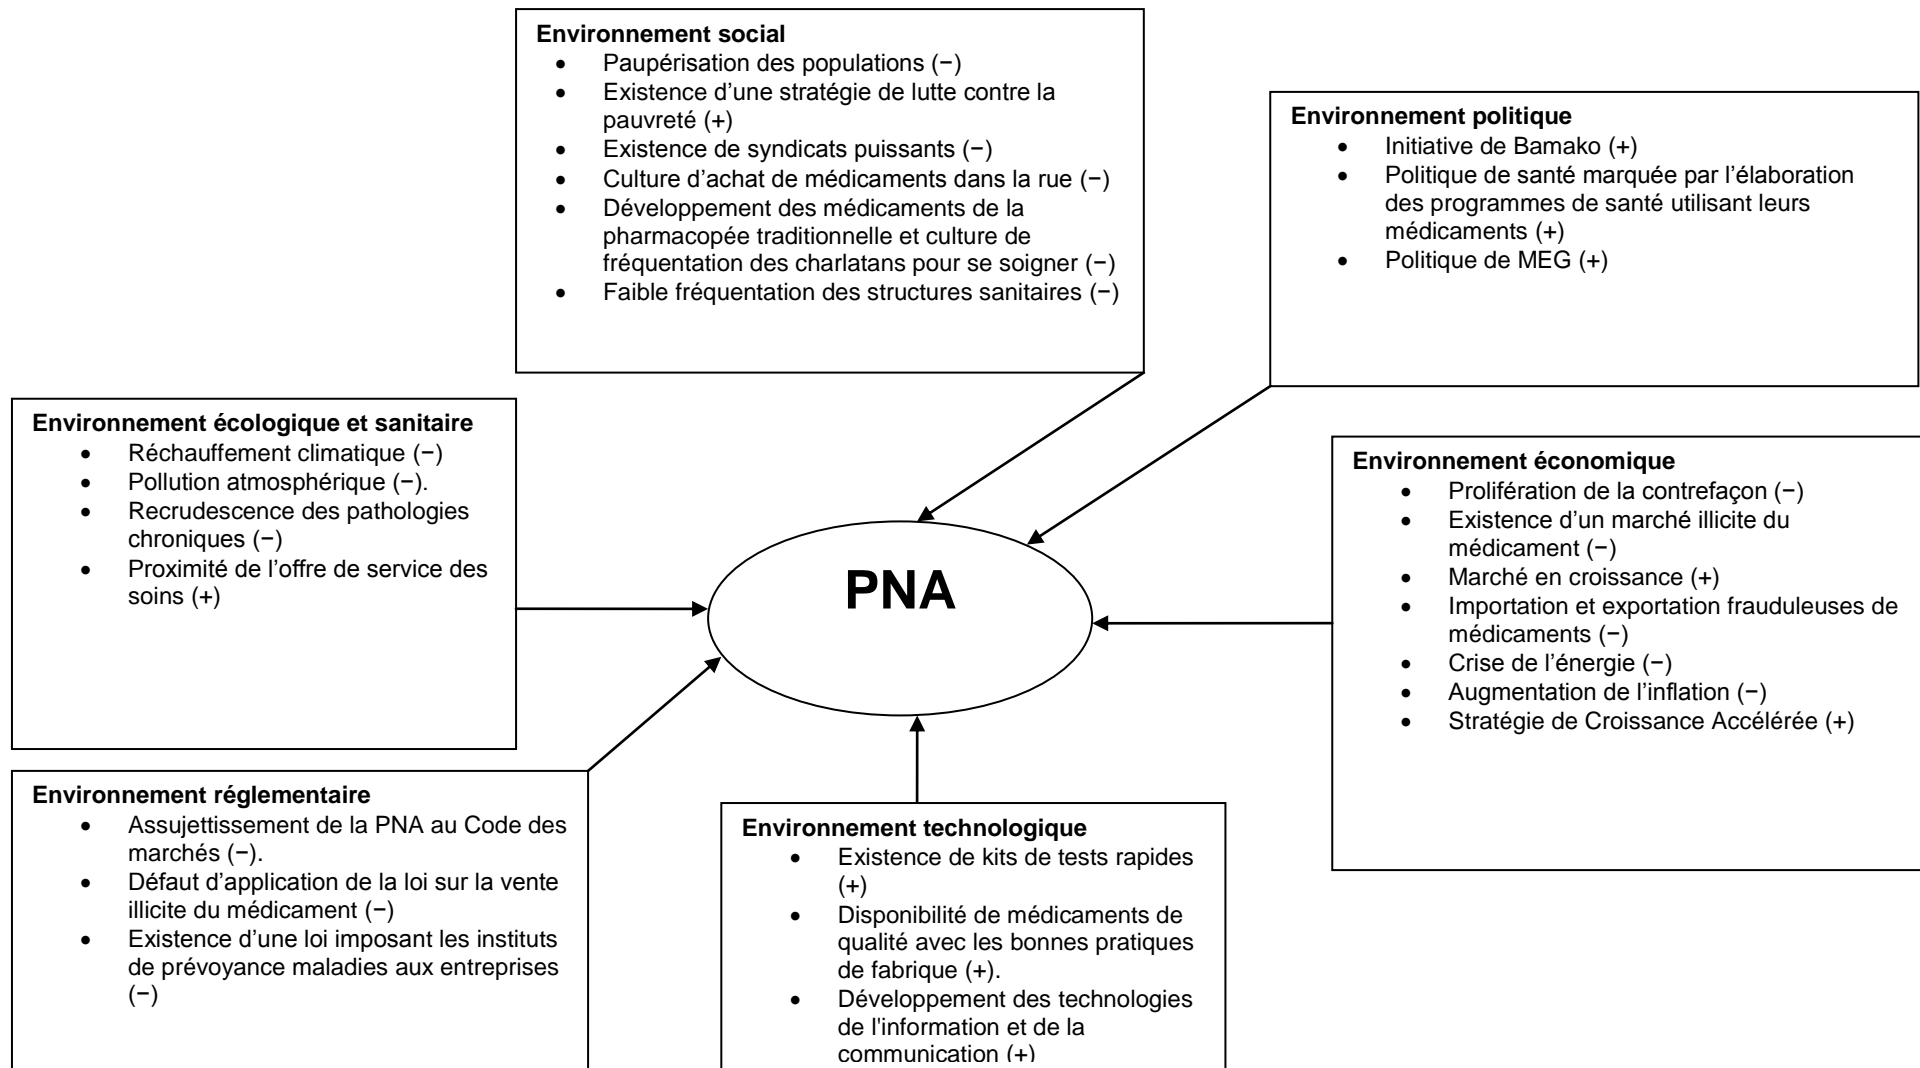 Environnement social
• Paupérisation des populations (−)
• Existence d’une stratégie de lutte contre la
pauvreté (+)
• Existence de syndicats puissants (−)
• Culture d’achat de médicaments dans la rue (−)
• Développement des médicaments de la
pharmacopée traditionnelle et culture de
fréquentation des charlatans pour se soigner (−)
• Faible fréquentation des structures sanitaires (−)
Environnement politique
• Initiative de Bamako (+)
• Politique de santé marquée par l’élaboration
des programmes de santé utilisant leurs
médicaments (+)
• Politique de MEG (+)
Environnement écologique et sanitaire
• Réchauffement climatique (−)
• Pollution atmosphérique (−).
• Recrudescence des pathologies
chroniques (−)
• Proximité de l’offre de service des
soins (+)
PNA
Environnement économique
• Prolifération de la contrefaçon (−)
• Existence d’un marché illicite du
médicament (−)
• Marché en croissance (+)
• Importation et exportation frauduleuses de
médicaments (−)
• Crise de l’énergie (−)
• Augmentation de l’inflation (−)
• Stratégie de Croissance Accélérée (+)
Environnement réglementaire
• Assujettissement de la PNA au Code des
marchés (−).
• Défaut d’application de la loi sur la vente
illicite du médicament (−)
• Existence d’une loi imposant les instituts
de prévoyance maladies aux entreprises
(−)
Environnement technologique
• Existence de kits de tests rapides
(+)
• Disponibilité de médicaments de
qualité avec les bonnes pratiques
de fabrique (+).
• Développement des technologies
de l'information et de la
communication (+)